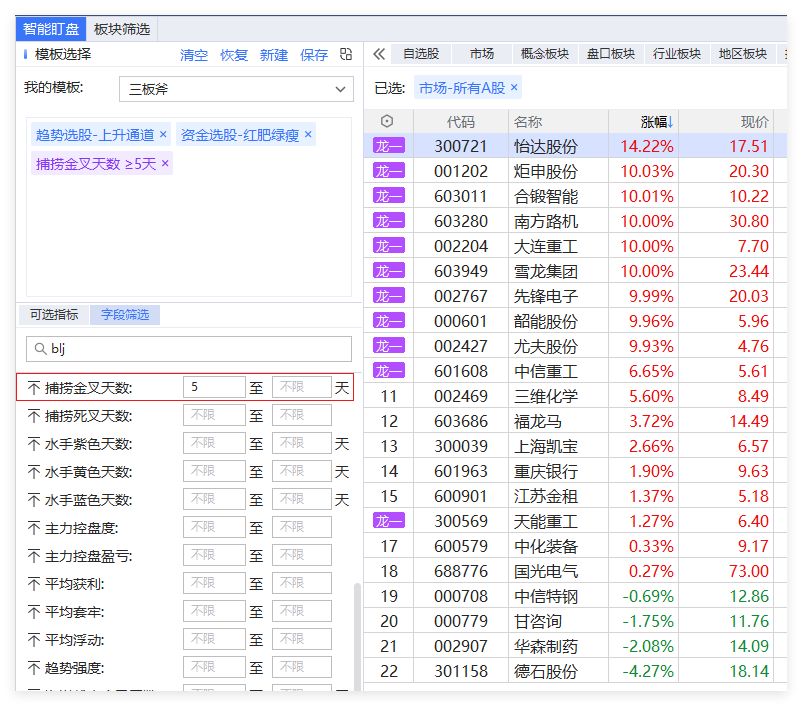 智能盯盘 板块筛选
模板选择 清空 恢复 新建 保存
我的模板: 三板斧
趋势选股-上升通道 × 资金选股-红肥绿瘦 ×
捕捞金叉天数 ≥5天 ×
可选指标 字段筛选
blj
捕捞金叉天数: 5 至 不限 天
捕捞死叉天数: 不限 至 不限
水手紫色天数: 不限 至 不限 天
水手黄色天数: 不限 至 不限 天
水手蓝色天数: 不限 至 不限 天
主力控盘度: 不限 至 不限
主力控盘盈亏: 不限 至 不限
平均获利: 不限 至 不限
平均套牢: 不限 至 不限
平均浮动: 不限 至 不限
趋势强度: 不限 至 不限
自选股 市场 概念板块 盘口板块 行业板块 地区板块
已选: 市场-所有A股 ×
代码 名称 涨幅↓ 现价
龙一 300721 怡达股份 14.22% 17.51
龙一 001202 炬申股份 10.03% 20.30
龙一 603011 合锻智能 10.01% 10.22
龙一 603280 南方路机 10.00% 30.80
龙一 002204 大连重工 10.00% 7.70
龙一 603949 雪龙集团 10.00% 23.44
龙一 002767 先锋电子 9.99% 20.03
龙一 000601 韶能股份 9.96% 5.96
龙一 002427 尤夫股份 9.93% 4.76
龙一 601608 中信重工 6.65% 5.61
11 002469 三维化学 5.60% 8.49
12 603686 福龙马 3.72% 14.49
13 300039 上海凯宝 2.66% 6.57
14 601963 重庆银行 1.90% 9.63
15 600901 江苏金租 1.37% 5.18
龙一 300569 天能重工 1.27% 6.40
17 600579 中化装备 0.33% 9.17
18 688776 国光电气 0.27% 73.00
19 000708 中信特钢 -0.69% 12.86
20 000779 甘咨询 -1.75% 11.76
21 002907 华森制药 -2.08% 14.09
22 301158 德石股份 -4.27% 18.14